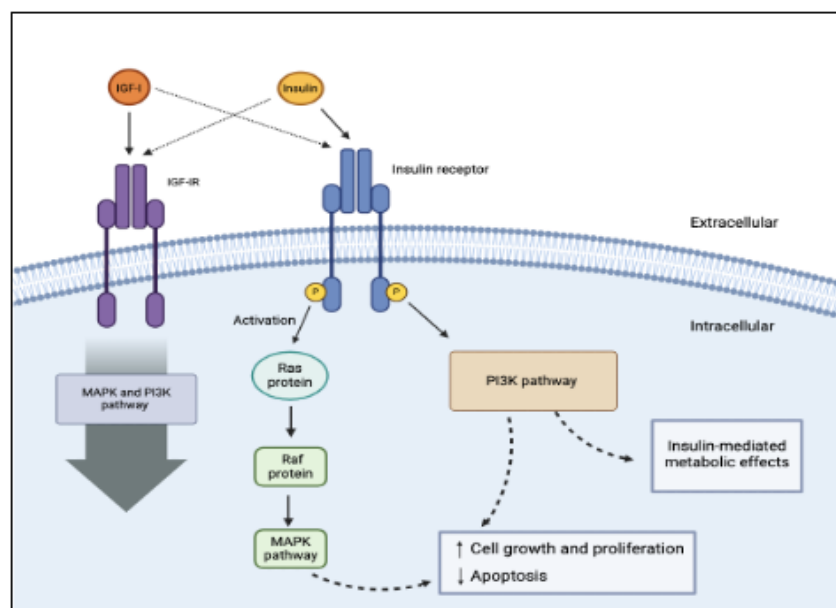 IGF-I
Insulin
IGF-IR
Insulin receptor
Extracellular
Intracellular
P
P
Activation
Ras
protein
PI3K pathway
MAPK and PI3K
pathway
Raf
protein
Insulin-mediated
metabolic effects
MAPK
pathway
↑ Cell growth and proliferation
↓ Apoptosis